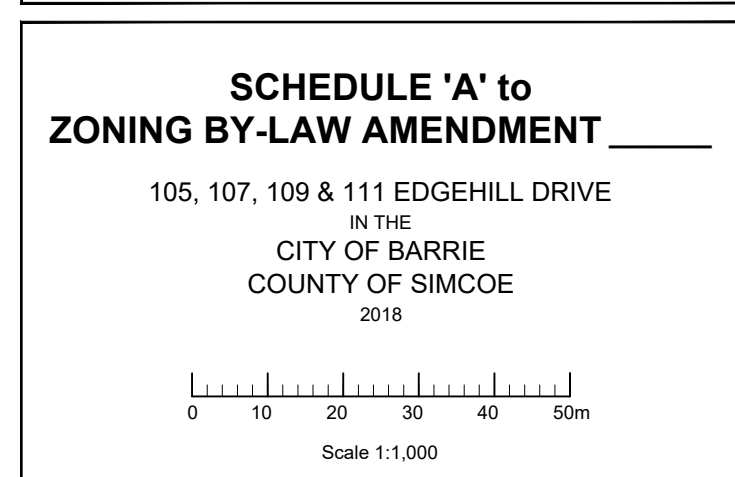 SCHEDULE 'A' to
ZONING BY-LAW AMENDMENT _____
105, 107, 109 & 111 EDGEHILL DRIVE
IN THE
CITY OF BARRIE
COUNTY OF SIMCOE
2018
0 10 20 30 40 50m
Scale 1:1,000